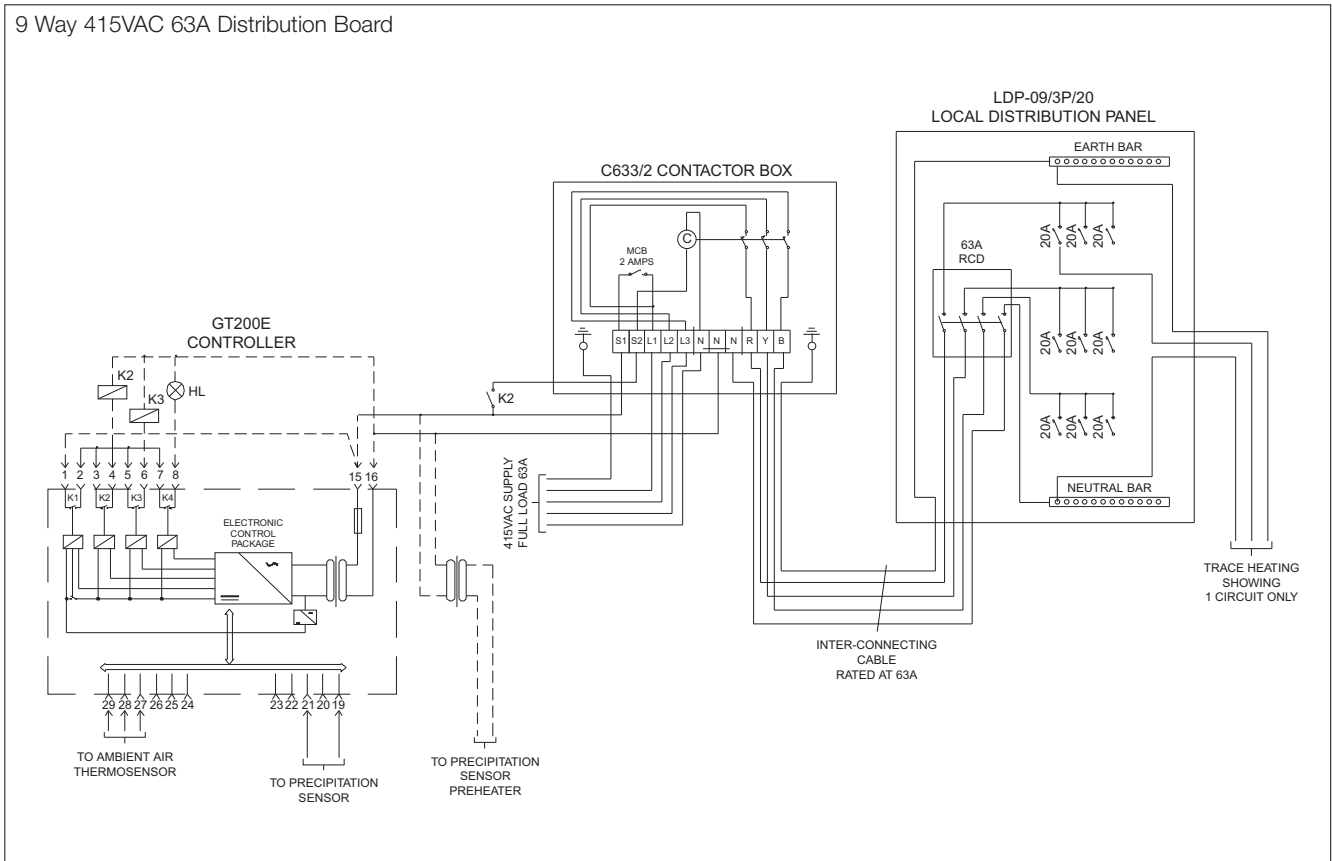 9 Way 415VAC 63A Distribution Board
LDP-09/3P/20
LOCAL DISTRIBUTION PANEL
EARTH BAR
C633/2 CONTACTOR BOX
C
MCB
2 AMPS
20A
20A
20A
63A
RCD
S1 S2 L1 L2 L3 N N N R Y B
20A
20A
20A
20A
20A
20A
NEUTRAL BAR
GT200E
CONTROLLER
K2
K3
HL
K2
1 2 3 4 5 6 7 8
15 16
K1 K2 K3 K4
ELECTRONIC
CONTROL
PACKAGE
415VAC SUPPLY
FULL LOAD 63A
TRACE HEATING
SHOWING
1 CIRCUIT ONLY
INTER-CONNECTING
CABLE
RATED AT 63A
29 28 27 26 25 24
23 22 21 20 19
TO AMBIENT AIR
THERMOSENSOR
TO PRECIPITATION
SENSOR
TO PRECIPITATION
SENSOR
PREHEATER